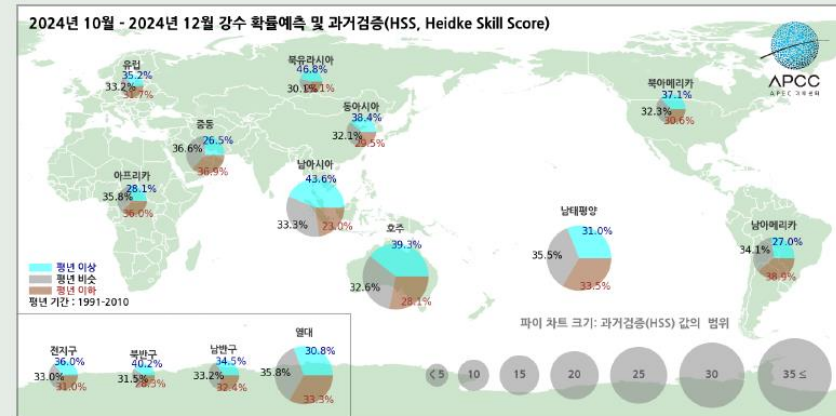 2024년 10월 - 2024년 12월 강수 확률예측 및 과거검증(HSS, Heidke Skill Score)
APCC
유럽
35.2%
33.2%
31.7%
북유라시아
46.8%
30.1%
동아시아
38.4%
32.1%
29.5%
북아메리카
37.1%
32.3%
30.6%
중동
26.5%
36.6%
36.9%
아프리카
28.1%
35.8%
36.0%
남아시아
43.6%
33.3%
23.0%
호주
39.3%
32.6%
28.1%
남태평양
31.0%
35.5%
33.5%
남아메리카
27.0%
34.1%
38.9%
평년 이상
평년 비슷
평년 이하
평년 기간 : 1991-2010
파이 차트 크기: 과거검증(HSS) 값의 범위
< 5
10
15
20
25
30
35 ≤
전지구
36.0%
33.0%
31.0%
북반구
40.2%
31.5%
28.3%
남반구
34.5%
33.2%
32.4%
열대
30.8%
35.8%
33.3%